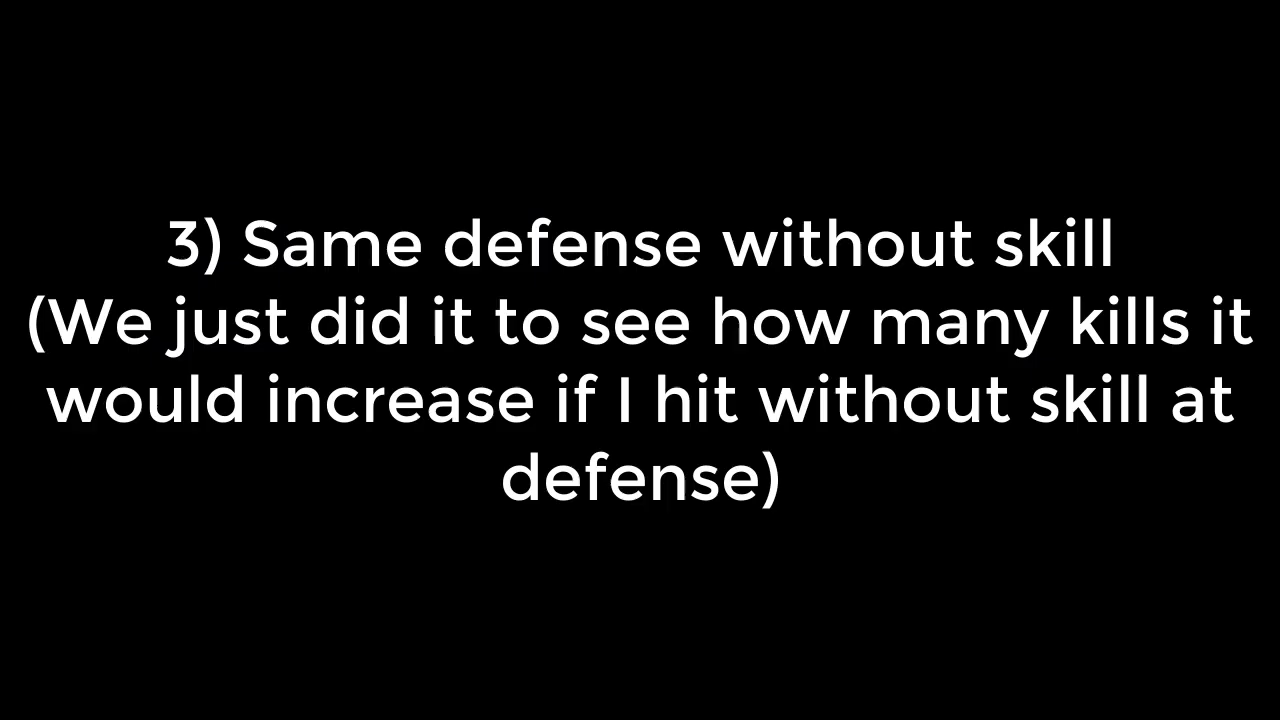 3) Same defense without skill
(We just did it to see how many kills it
would increase if I hit without skill at
defense)